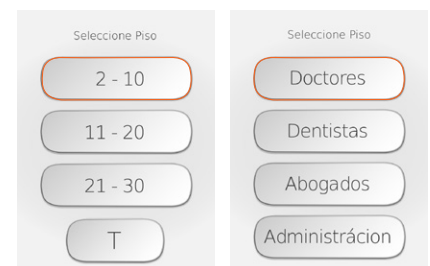 Seleccione Piso
2 - 10
11 - 20
21 - 30
T
Seleccione Piso
Doctores
Dentistas
Abogados
Administrácion